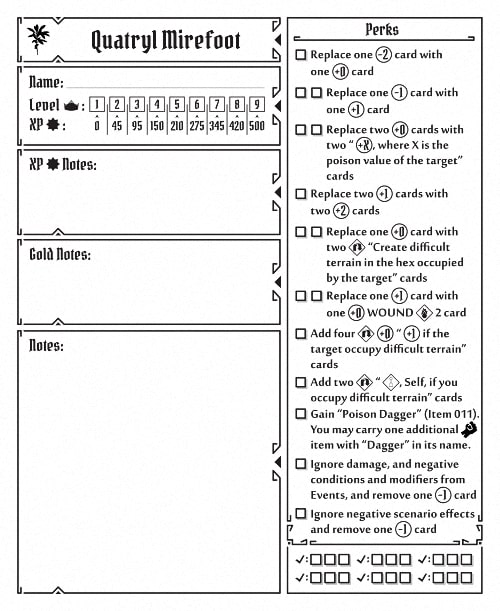 Quatryl Mirefoot
Name:
Level : 1 2 3 4 5 6 7 8 9
XP : 0 45 95 150 210 275 345 420 500
XP Notes:
Gold Notes:
Notes:
Perks
Replace one -2 card with
one +0 card
Replace one -1 card with
one +1 card
Replace two +0 cards with
two “ +X, where X is the
poison value of the target”
cards
Replace two +1 cards with
two +2 cards
Replace one +0 card with
two “Create difficult
terrain in the hex occupied
by the target” cards
Replace one +1 card with
one +0 WOUND 2 card
Add four +0 “ +1 if the
target occupy difficult terrain”
cards
Add two “ , Self, if you
occupy difficult terrain” cards
Gain “Poison Dagger” (Item 011).
You may carry one additional
item with “Dagger” in its name.
Ignore damage, and negative
conditions and modifiers from
Events, and remove one -1 card
Ignore negative scenario effects
and remove one -1 card
✓: ✓: ✓:
✓: ✓: ✓: